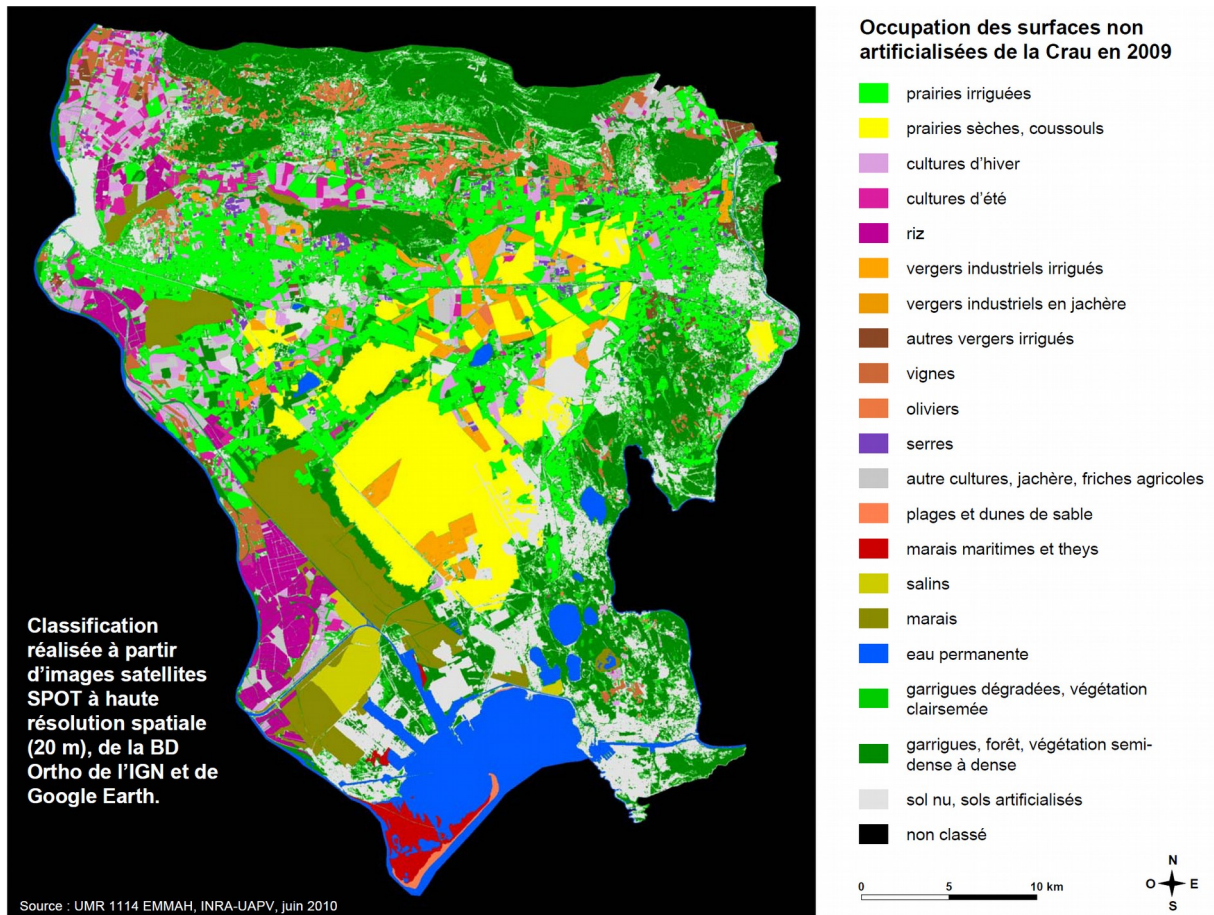 Occupation des surfaces non
artificialisées de la Crau en 2009
prairies irriguées
prairies sèches, coussouls
cultures d'hiver
cultures d'été
riz
vergers industriels irrigués
vergers industriels en jachère
autres vergers irrigués
vignes
oliviers
serres
autre cultures, jachère, friches agricoles
plages et dunes de sable
marais maritimes et theys
salins
marais
eau permanente
garrigues dégradées, végétation
clairsemée
garrigues, forêt, végétation semi-
dense à dense
sol nu, sols artificialisés
non classé
Classification
réalisée à partir
d'images satellites
SPOT à haute
résolution spatiale
(20 m), de la BD
Ortho de l'IGN et de
Google Earth.
Source : UMR 1114 EMMAH, INRA-UAPV, juin 2010
0 5 10 km
N
O E
S